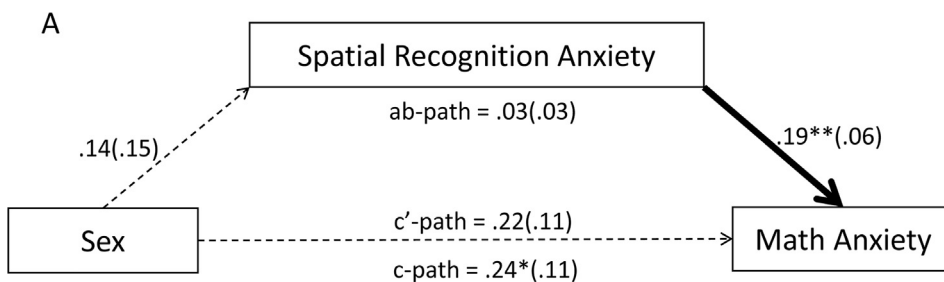 A
Spatial Recognition Anxiety
ab-path = .03(.03)
.14(.15)
.19**(.06)
Sex
c’-path = .22(.11)
c-path = .24*(.11)
Math Anxiety